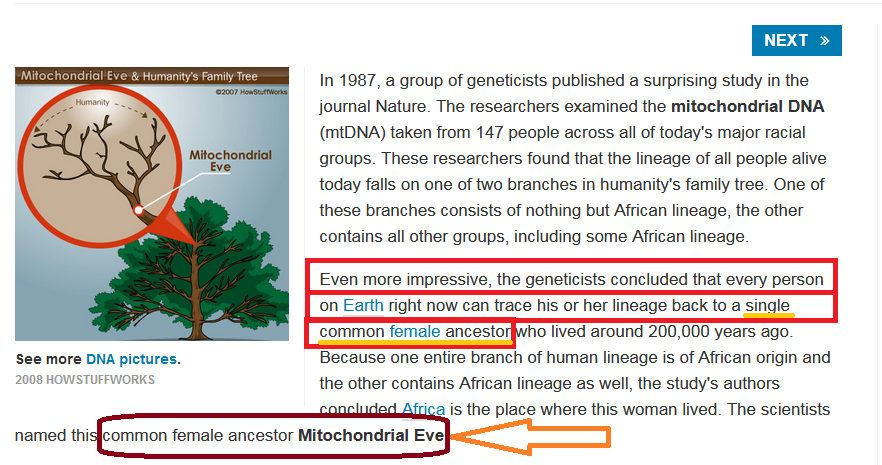 NEXT »
Mitochondrial Eve & Humanity's Family Tree
©2007 HowStuffWorks
Humanity
Mitochondrial
Eve
See more DNA pictures.
2008 HOWSTUFFWORKS
In 1987, a group of geneticists published a surprising study in the
journal Nature. The researchers examined the mitochondrial DNA
(mtDNA) taken from 147 people across all of today's major racial
groups. These researchers found that the lineage of all people alive
today falls on one of two branches in humanity's family tree. One of
these branches consists of nothing but African lineage, the other
contains all other groups, including some African lineage.
Even more impressive, the geneticists concluded that every person
on Earth right now can trace his or her lineage back to a single
common female ancestor who lived around 200,000 years ago.
Because one entire branch of human lineage is of African origin and
the other contains African lineage as well, the study's authors
concluded Africa is the place where this woman lived. The scientists
named this common female ancestor Mitochondrial Eve